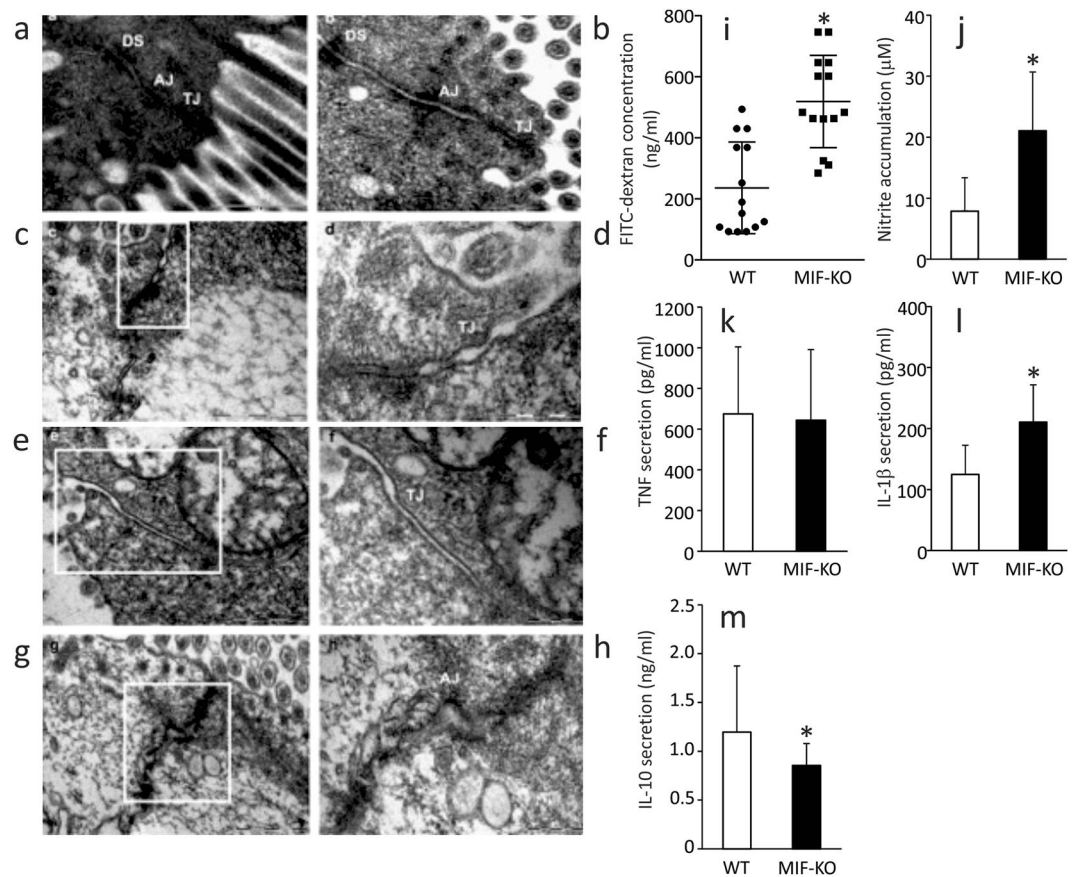 a
a
DS
AJ
TJ
b
DS
AJ
TJ
b
c
c
d
TJ
d
e
e
f
TJ
f
g
g
h
AJ
h
i
FITC-dextran concentration
(ng/ml)
800
600
400
200
0
*
WT
MIF-KO
j
Nitrite accumulation (μM)
40
30
20
10
0
*
WT
MIF-KO
k
TNF secretion (pg/ml)
1200
1000
800
600
400
200
0
WT
MIF-KO
l
IL-1β secretion (pg/ml)
400
300
200
100
0
*
WT
MIF-KO
m
IL-10 secretion (ng/ml)
2.5
2.0
1.5
1.0
0.5
0
*
WT
MIF-KO